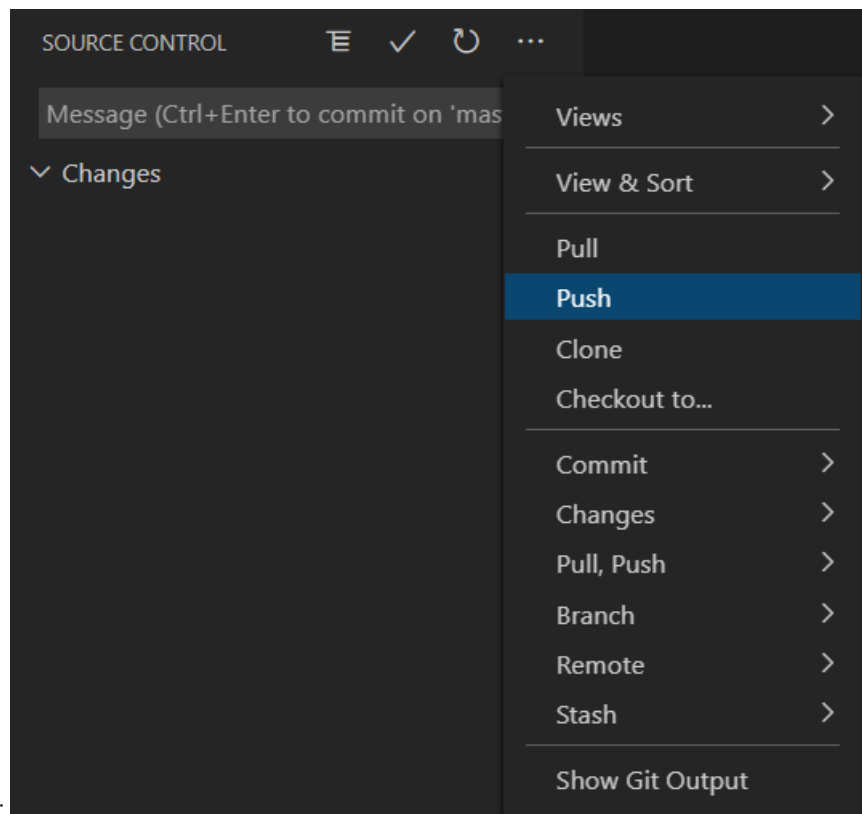 SOURCE CONTROL
Message (Ctrl+Enter to commit on 'mas
Changes
Views
View & Sort
Pull
Push
Clone
Checkout to...
Commit
Changes
Pull, Push
Branch
Remote
Stash
Show Git Output
.